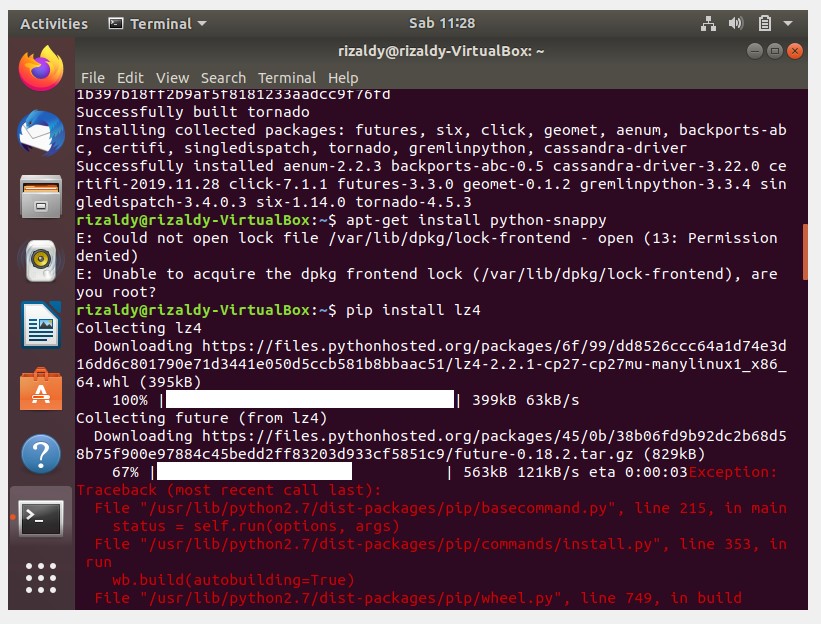 Activities Terminal Sab 11:28
rizaldy@rizaldy-VirtualBox: ~
File Edit View Search Terminal Help
1b397b18ff2b9af5f8181233aadcc9f76fd
Successfully built tornado
Installing collected packages: futures, six, click, geomet, aenum, backports-ab
c, certifi, singledispatch, tornado, gremlinpython, cassandra-driver
Successfully installed aenum-2.2.3 backports-abc-0.5 cassandra-driver-3.22.0 ce
rtifi-2019.11.28 click-7.1.1 futures-3.3.0 geomet-0.1.2 gremlinpython-3.3.4 sin
gledispatch-3.4.0.3 six-1.14.0 tornado-4.5.3
rizaldy@rizaldy-VirtualBox:~$ apt-get install python-snappy
E: Could not open lock file /var/lib/dpkg/lock-frontend - open (13: Permission
denied)
E: Unable to acquire the dpkg frontend lock (/var/lib/dpkg/lock-frontend), are
you root?
rizaldy@rizaldy-VirtualBox:~$ pip install lz4
Collecting lz4
Downloading https://files.pythonhosted.org/packages/6f/99/dd8526ccc64a1d74e3d
16dd6c801790e71d3441e050d5ccb581b8bbaac51/lz4-2.2.1-cp27-cp27mu-manylinux1_x86_
64.whl (395kB)
100% | | 399kB 63kB/s
Collecting future (from lz4)
Downloading https://files.pythonhosted.org/packages/45/0b/38b06fd9b92dc2b68d5
8b75f900e97884c45bedd2ff83203d933cf5851c9/future-0.18.2.tar.gz (829kB)
67% | | 563kB 121kB/s eta 0:00:03Exception:
Traceback (most recent call last):
File "/usr/lib/python2.7/dist-packages/pip/basecommand.py", line 215, in main
status = self.run(options, args)
File "/usr/lib/python2.7/dist-packages/pip/commands/install.py", line 353, in
run
wb.build(autobuilding=True)
File "/usr/lib/python2.7/dist-packages/pip/wheel.py", line 749, in build